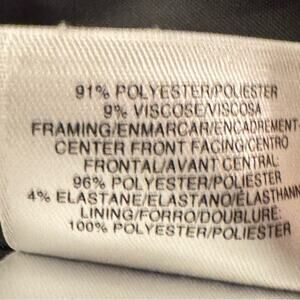 91% POLYESTER/POLIESTER
9% VISCOSE/VISCOSA
FRAMING/ENMARCAR/ENCADREMENT
CENTER FRONT FACING/CENTRO
FRONTAL/AVANT CENTRAL:
96% POLYESTER/POLIESTER
4% ELASTANE/ELASTANO/ÉLASTHANN
LINING/FORRO/DOUBLURE:
100% POLYESTER/POLIESTER